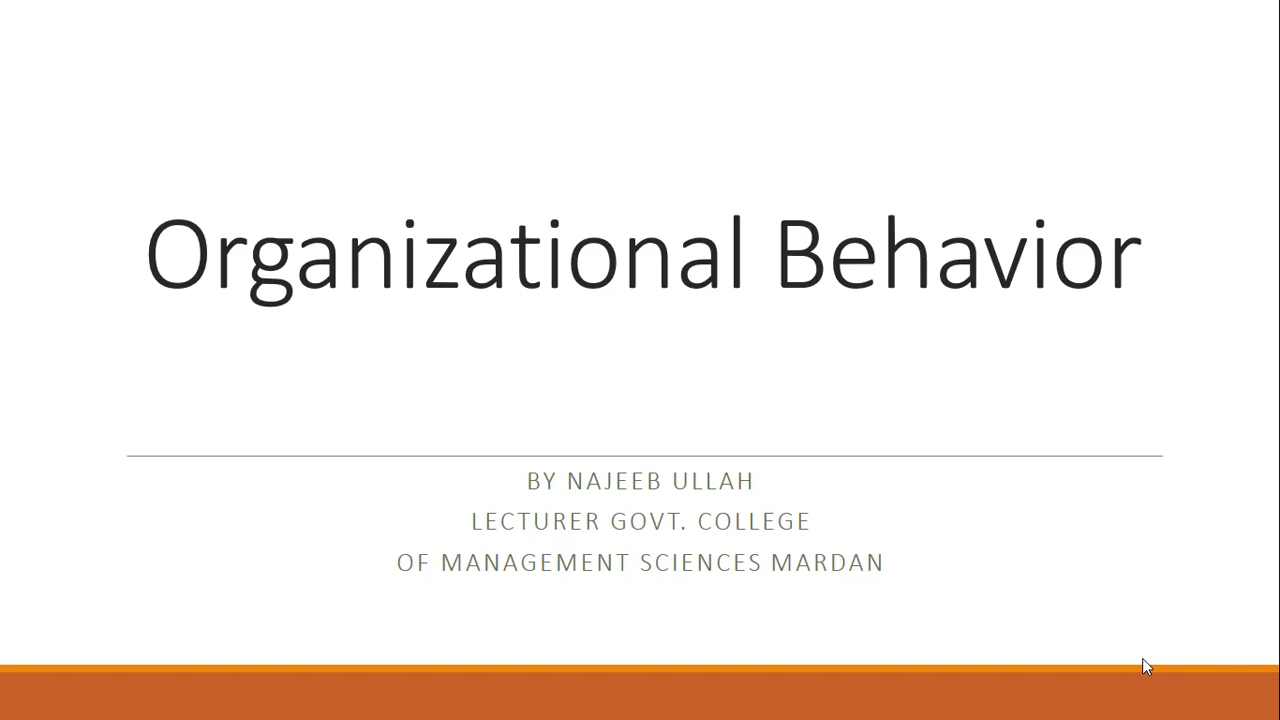 Organizational Behavior
BY NAJEEB ULLAH
LECTURER GOVT. COLLEGE
OF MANAGEMENT SCIENCES MARDAN